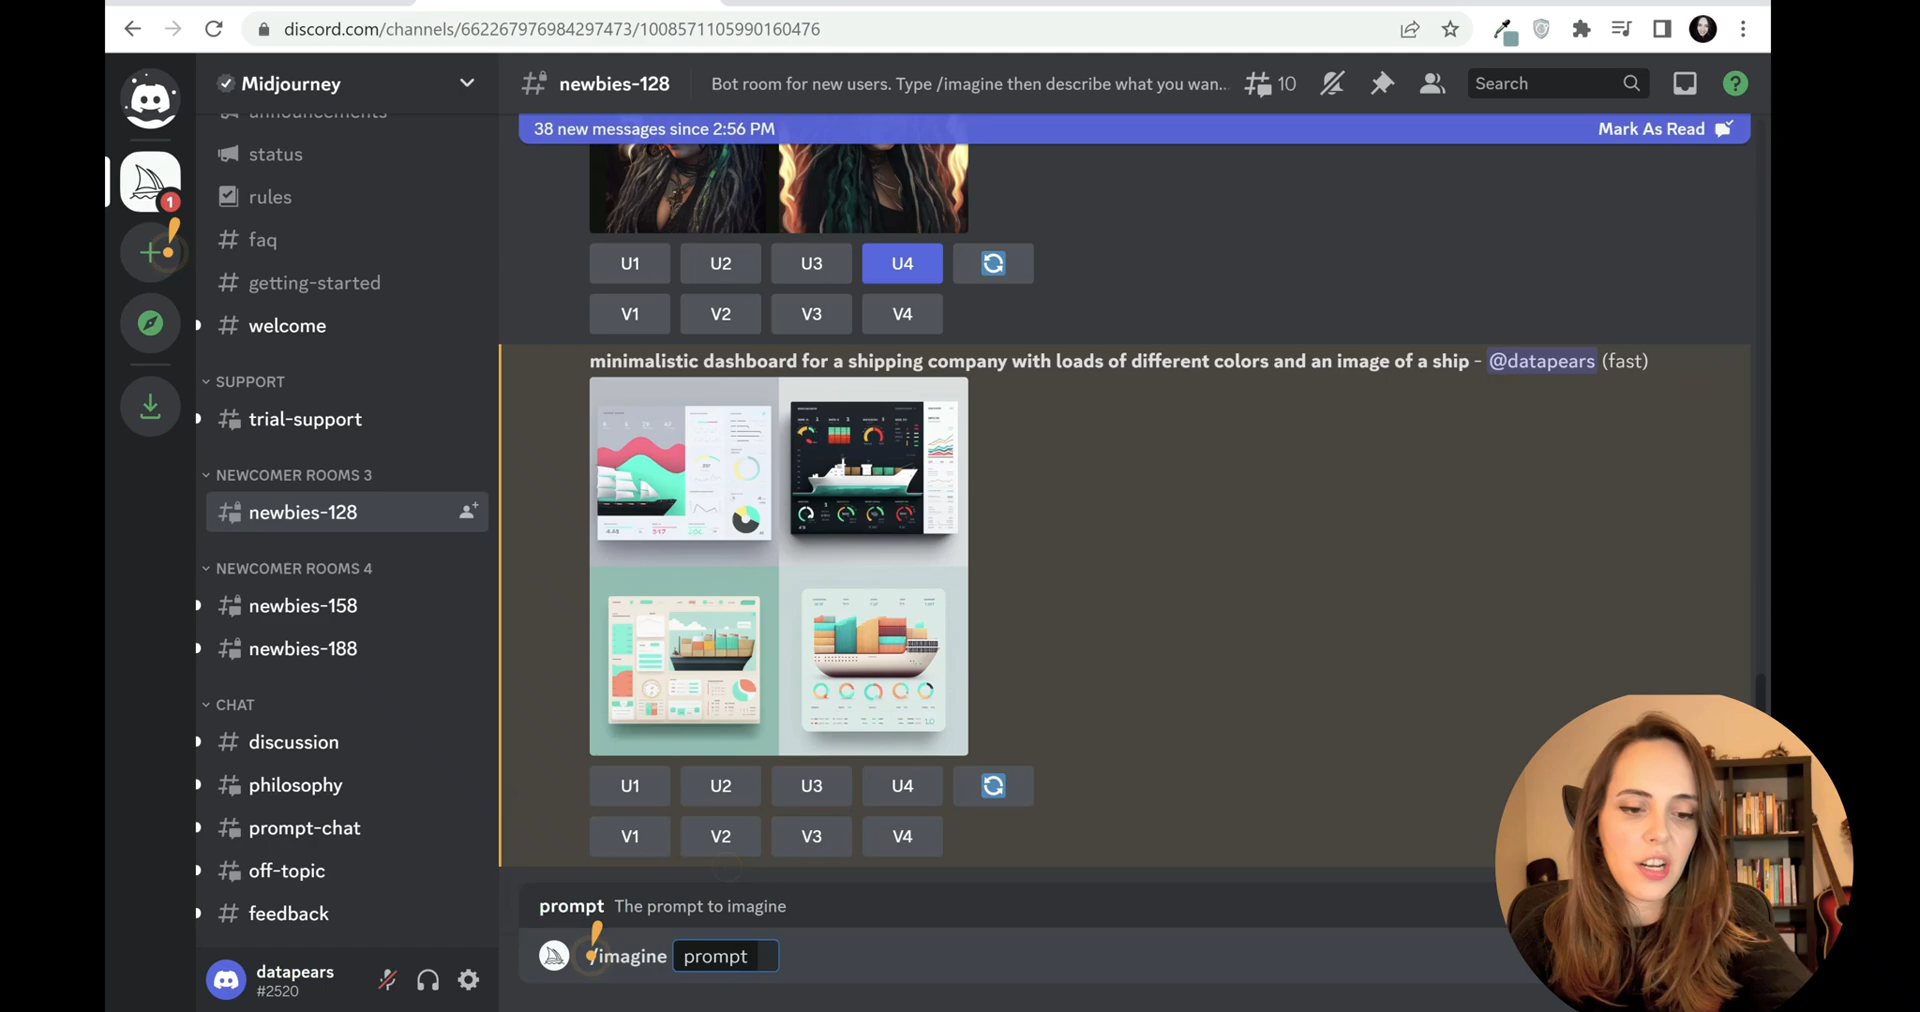 discord.com/channels/662267976984297473/1008571105990160476
Midjourney
announcements
status
rules
faq
getting-started
welcome
SUPPORT
trial-support
NEWCOMER ROOMS 3
newbies-128
NEWCOMER ROOMS 4
newbies-158
newbies-188
CHAT
discussion
philosophy
prompt-chat
off-topic
feedback
datapears
#2520
newbies-128 Bot room for new users. Type /imagine then describe what you wan... 10 Search
38 new messages since 2:56 PM Mark As Read
1
U1 U2 U3 U4
V1 V2 V3 V4
minimalistic dashboard for a shipping company with loads of different colors and an image of a ship - @datapears (fast)
U1 U2 U3 U4
V1 V2 V3 V4
prompt The prompt to imagine
/imagine prompt